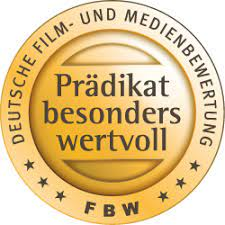 DEUTSCHE FILM- UND MEDIENBEWERTUNG
Prädikat
besonders
wertvoll
FBW